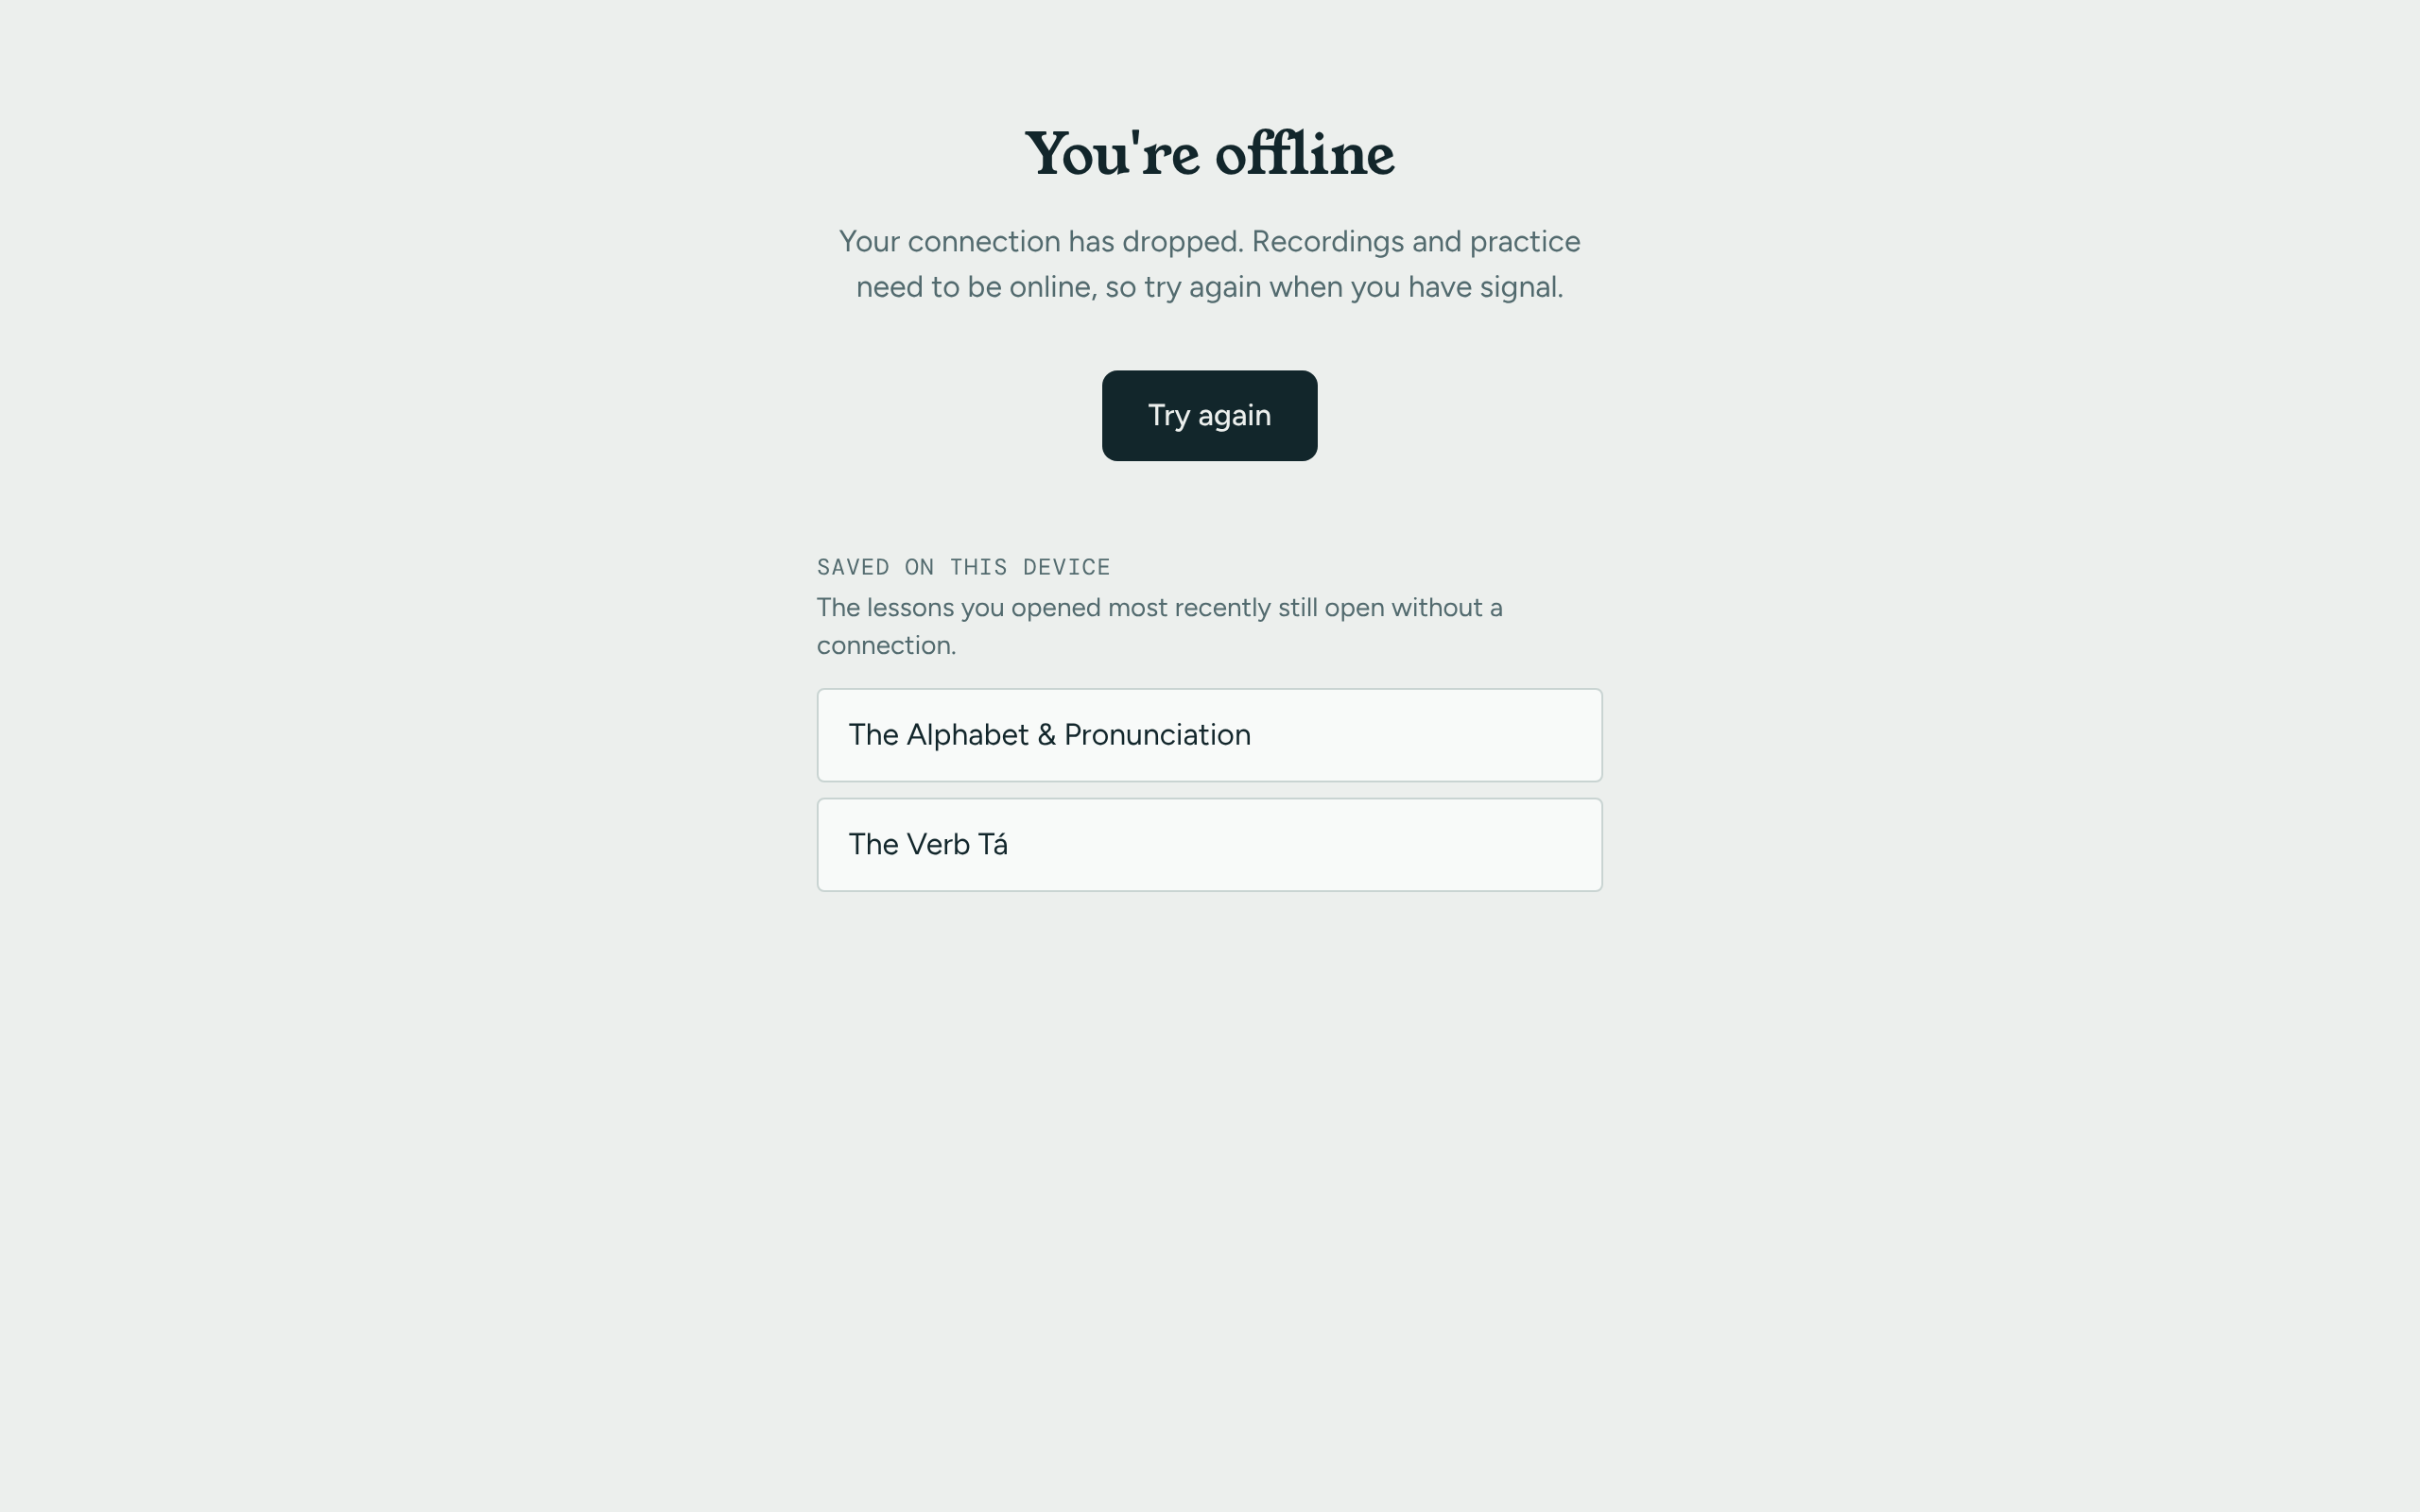 You're offline
Your connection has dropped. Recordings and practice
need to be online, so try again when you have signal.
Try again
SAVED ON THIS DEVICE
The lessons you opened most recently still open without a
connection.
The Alphabet & Pronunciation
The Verb Tá